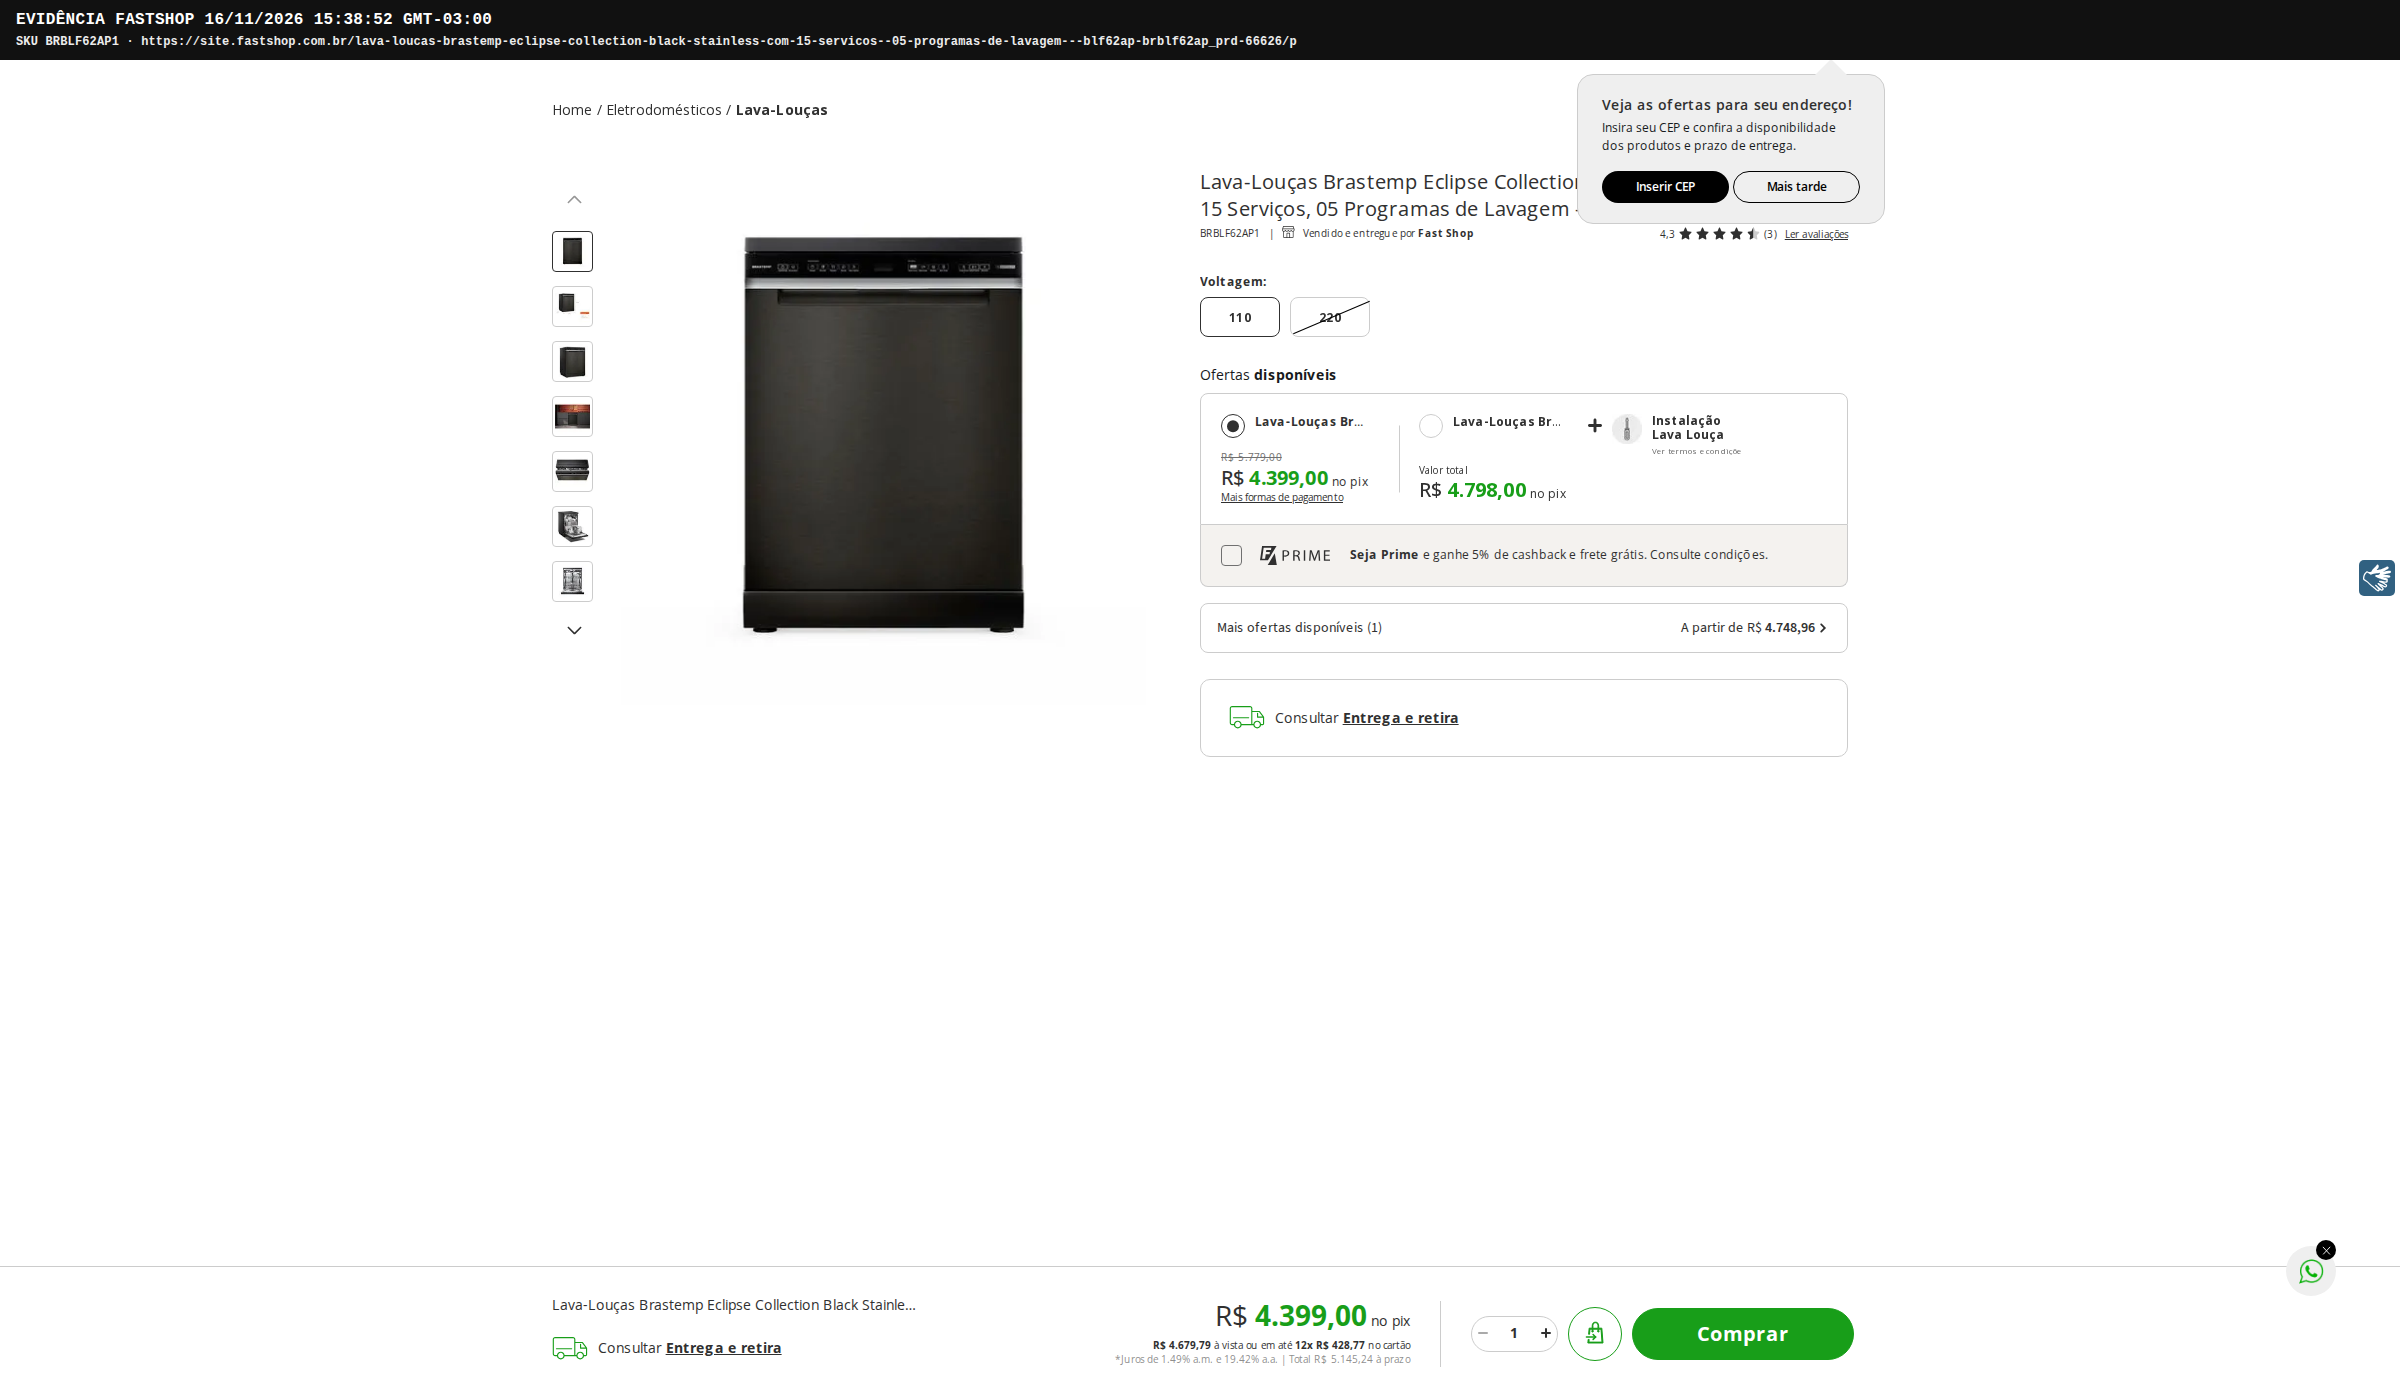 EVIDÊNCIA FASTSHOP 16/11/2026 15:38:52 GMT-03:00
SKU BRBLF62AP1 · https://site.fastshop.com.br/lava-loucas-brastemp-eclipse-collection-black-stainless-com-15-servicos--05-programas-de-lavagem---blf62ap-brblf62ap_prd-66626/p
Veja as ofertas para seu endereço!
Insira seu CEP e confira a disponibilidade
dos produtos e prazo de entrega.
Inserir CEP
Mais tarde
Home / Eletrodomésticos / Lava-Louças
Lava-Louças Brastemp Eclipse Collection
15 Serviços, 05 Programas de Lavagem -
BRBLF62AP1 | Vendido e entregue por Fast Shop
4,3 (3) Ler avaliações
Voltagem:
110
220
Ofertas disponíveis
Lava-Louças Br...
R$ 5.779,00
R$ 4.399,00 no pix
Mais formas de pagamento
Lava-Louças Br...
+
Instalação
Lava Louça
Ver termos e condiçõe
Valor total
R$ 4.798,00 no pix
PRIME Seja Prime e ganhe 5% de cashback e frete grátis. Consulte condições.
Mais ofertas disponíveis (1)
A partir de R$ 4.748,96
Consultar Entrega e retira
Lava-Louças Brastemp Eclipse Collection Black Stainle...
Consultar Entrega e retira
R$ 4.399,00 no pix
R$ 4.679,79 à vista ou em até 12x R$ 428,77 no cartão
*Juros de 1.49% a.m. e 19.42% a.a. | Total R$ 5.145,24 à prazo
− 1 +
Comprar